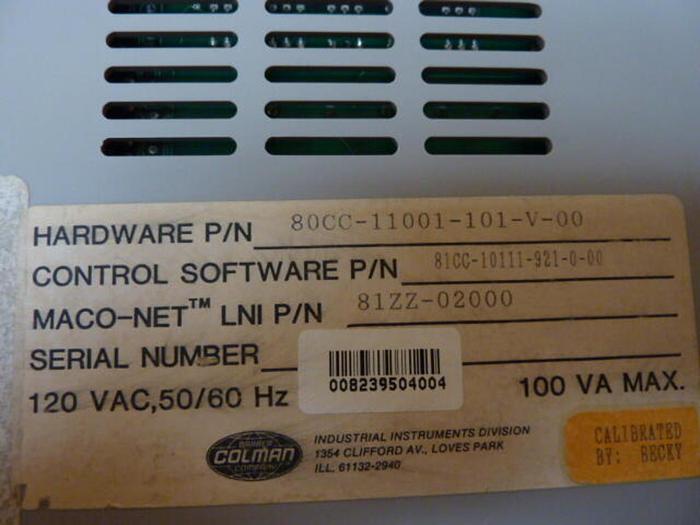 HARDWARE P/N 80CC-11001-101-V-00
CONTROL SOFTWARE P/N 81CC-10111-921-0-00
MACO-NET™ LNI P/N 81ZZ-02000
SERIAL NUMBER
008239504004
120 VAC,50/60 Hz 100 VA MAX.
BARBER
COLMAN
COMPANY
INDUSTRIAL INSTRUMENTS DIVISION
1354 CLIFFORD AV., LOVES PARK
ILL. 61132-2940
CALIBRATED
BY: BECKY